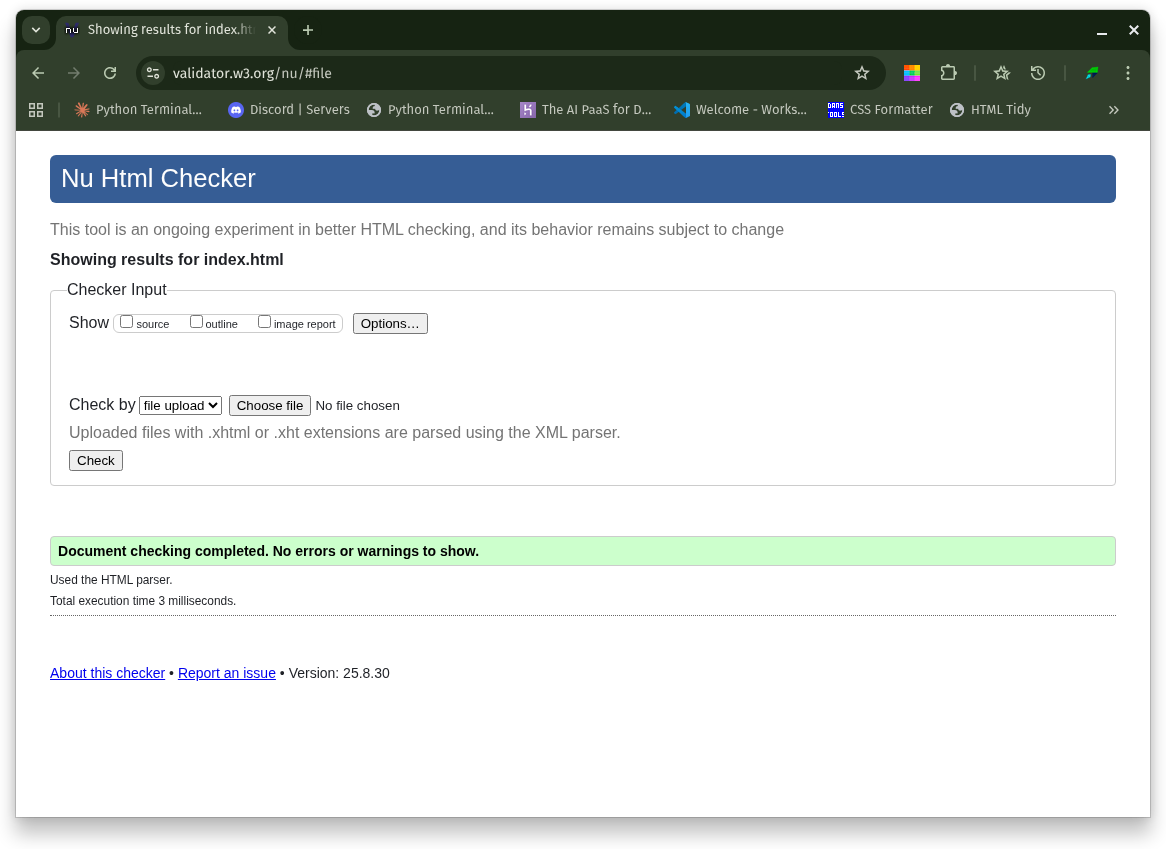 nu Showing results for index.ht
validator.w3.org/nu/#file
Python Terminal... Discord | Servers Python Terminal... The AI PaaS for D... Welcome - Works... DANS TOOLS CSS Formatter HTML Tidy
Nu Html Checker
This tool is an ongoing experiment in better HTML checking, and its behavior remains subject to change
Showing results for index.html
Checker Input
Show source outline image report Options…
Check by file upload Choose file No file chosen
Uploaded files with .xhtml or .xht extensions are parsed using the XML parser.
Check
Document checking completed. No errors or warnings to show.
Used the HTML parser.
Total execution time 3 milliseconds.
About this checker • Report an issue • Version: 25.8.30